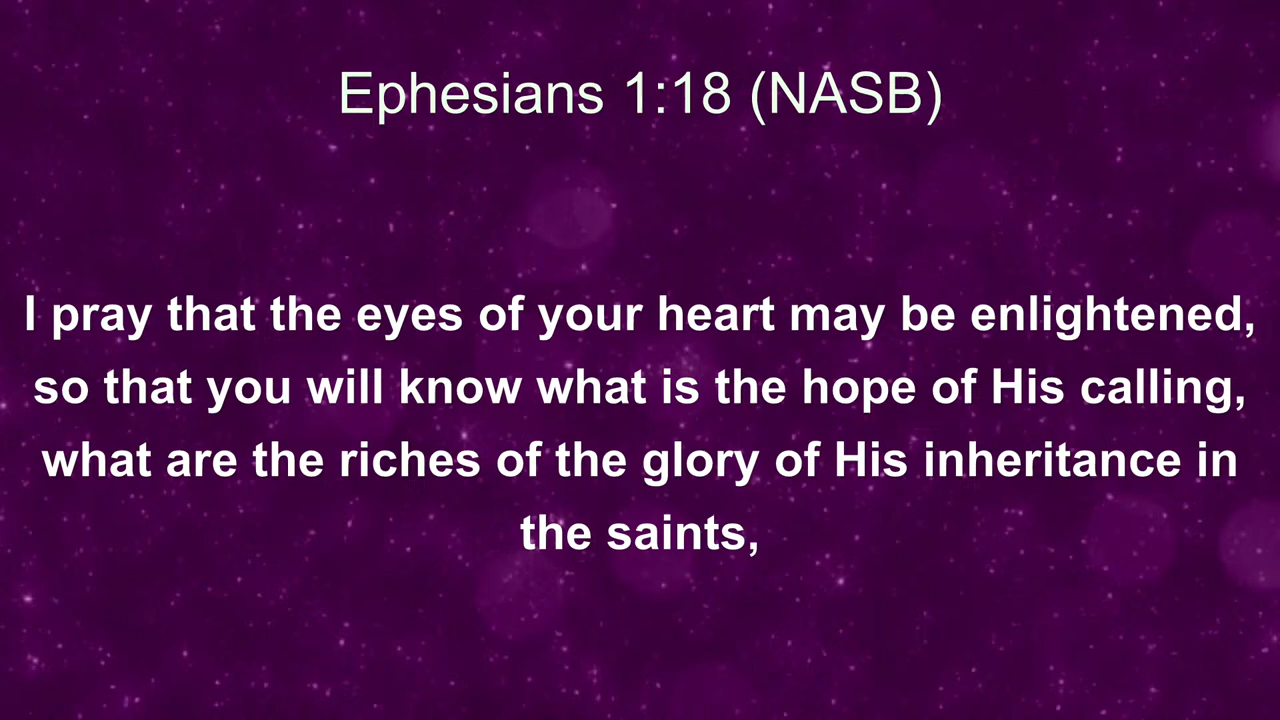 Ephesians 1:18 (NASB)
I pray that the eyes of your heart may be enlightened,
so that you will know what is the hope of His calling,
what are the riches of the glory of His inheritance in
the saints,